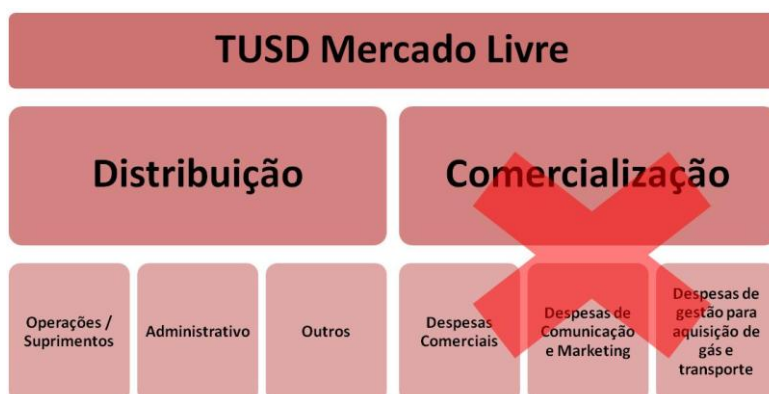 TUSD Mercado Livre
Distribuição
Comercialização
Operações /
Suprimentos
Administrativo
Outros
Despesas
Comerciais
Despesas de
Comunicação
e Marketing
Despesas de
gestão para
aquisição de
gás e
transporte